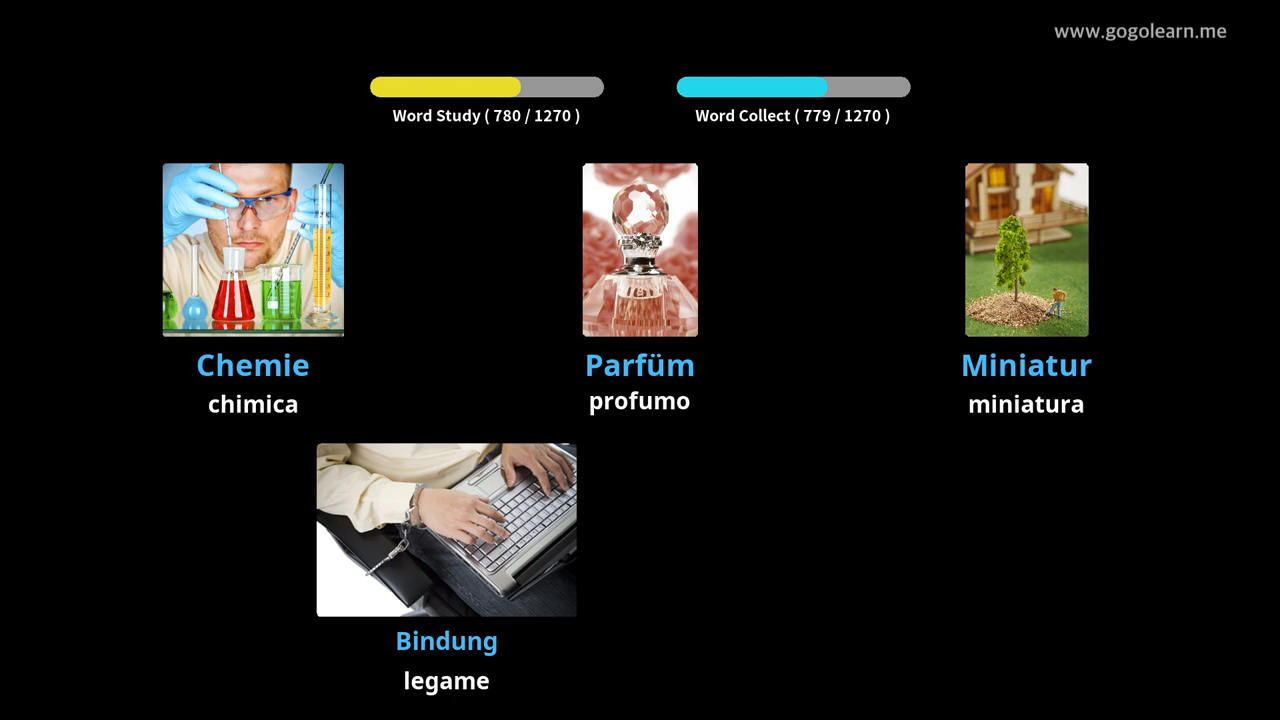 www.gogolearn.me
Word Study ( 780 / 1270 )
Word Collect ( 779 / 1270 )
Chemie
chimica
Parfüm
profumo
Miniatur
miniatura
Bindung
legame